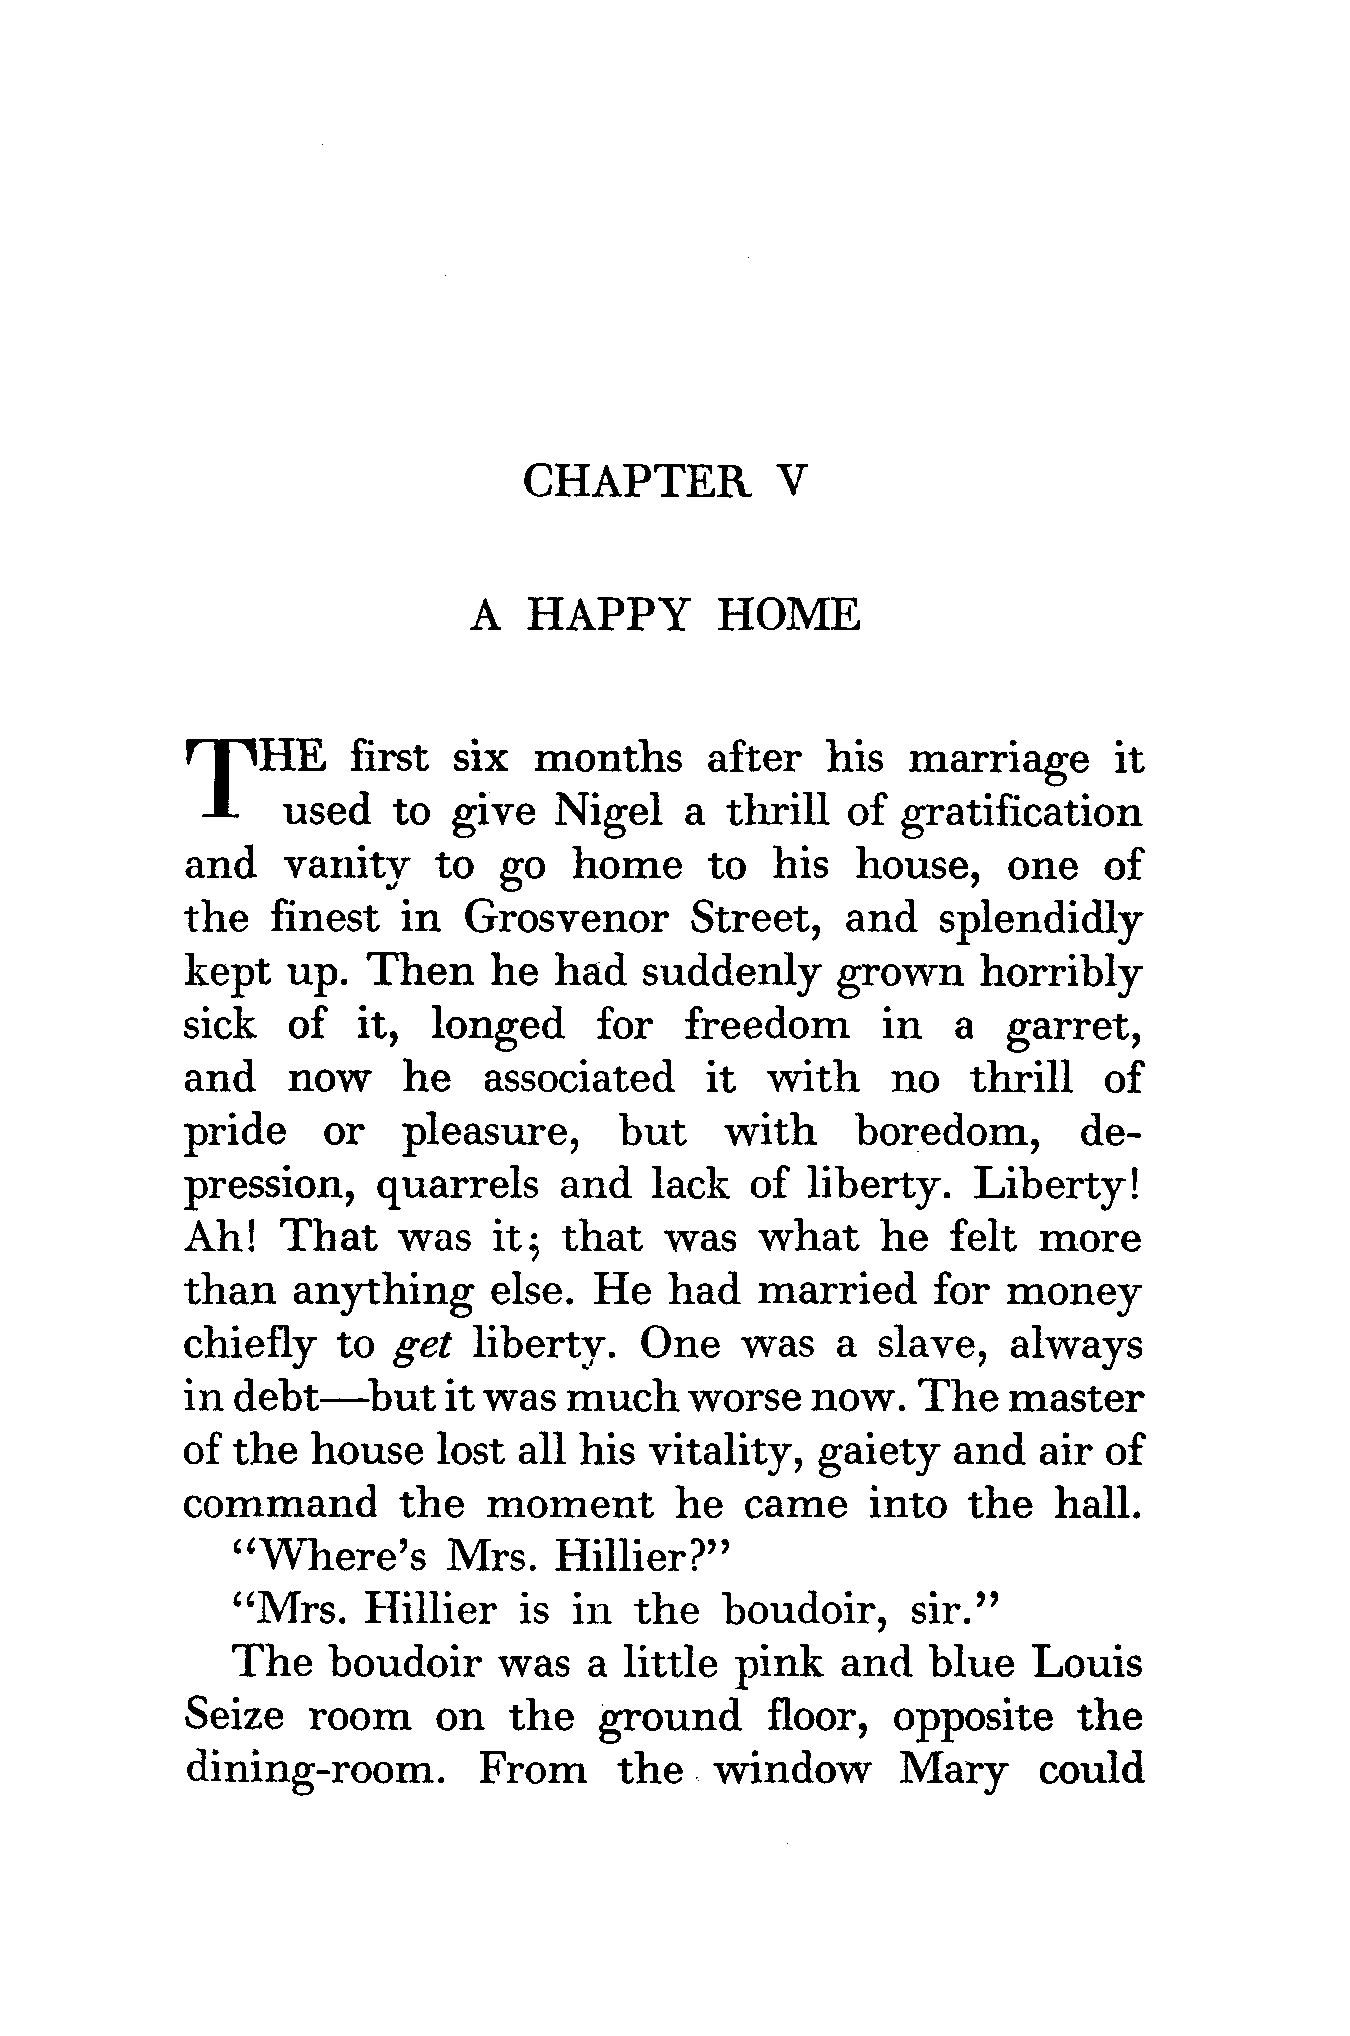 CHAPTER V
A HAPPY HOME
THE first six months after his marriage it
used to give Nigel a thrill of gratification
and vanity to go home to his house, one of
the finest in Grosvenor Street, and splendidly
kept up. Then he had suddenly grown horribly
sick of it, longed for freedom in a garret,
and now he associated it with no thrill of
pride or pleasure, but with boredom, de-
pression, quarrels and lack of liberty. Liberty!
Ah! That was it; that was what he felt more
than anything else. He had married for money
chiefly to get liberty. One was a slave, always
in debt—but it was much worse now. The master
of the house lost all his vitality, gaiety and air of
command the moment he came into the hall.
“Where’s Mrs. Hillier?”
“Mrs. Hillier is in the boudoir, sir.”
The boudoir was a little pink and blue Louis
Seize room on the ground floor, opposite the
dining-room. From the window Mary could